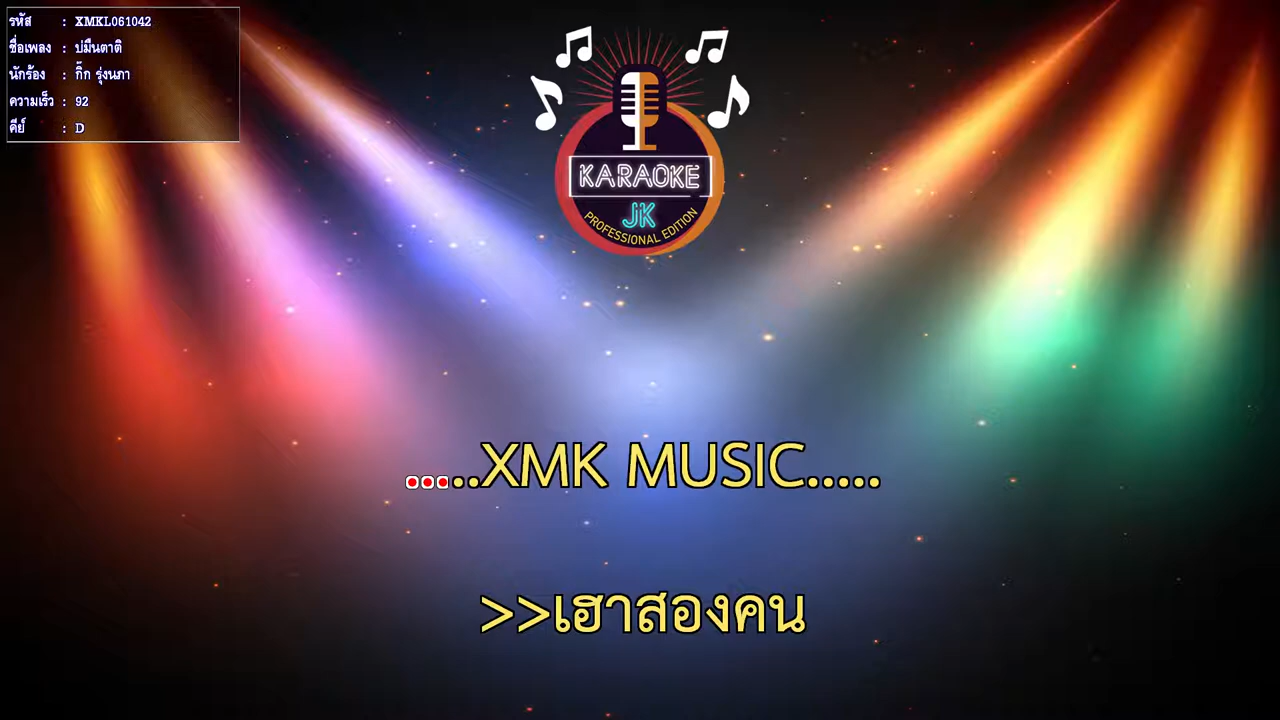 รหัส : XMKL061042
ชื่อเพลง : บ่มืนตาติ
นักร้อง : กิ๊ก รุ่งนภา
ความเร็ว : 92
คีย์ : D
KARAOKE
JK
PROFESSIONAL EDITION
.....XMK MUSIC.....
>>เฮาสองคน